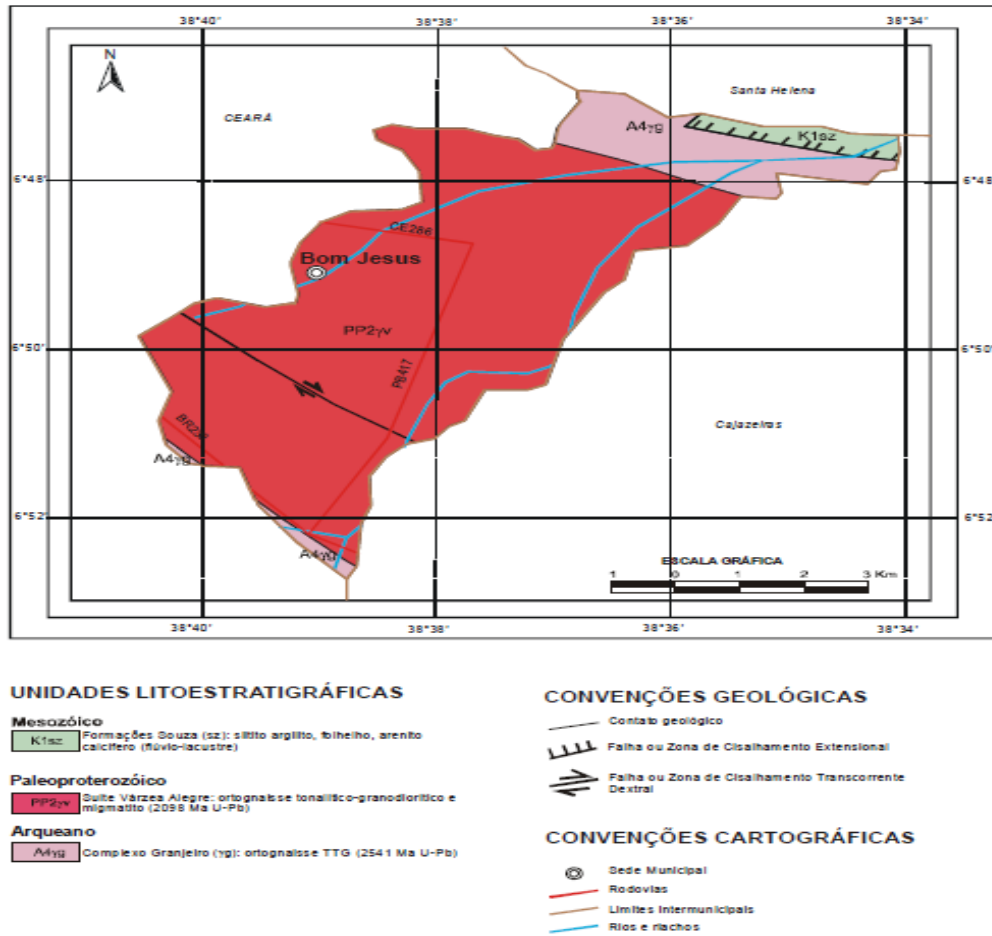 38°40'
38°38'
38°36'
38°34'
N
CEARÁ
Santa Helena
A4γg
K1sz
6°48'
6°48'
CE286
Bom Jesus
PP2γv
6°50'
6°50'
PB417
Cajazeiras
A4γg
6°52'
6°52'
A4γg
ESCALA GRÁFICA
1 0 1 2 3 Km
38°40'
38°38'
38°36'
38°34'
UNIDADES LITOESTRATIGRÁFICAS
Mesozóico
K1sz
Formações Souza (sz): siltito argilito, folhelho, arenito
calcífero (flúvio-lacustre)
Paleoproterozóico
PP2γv
Suíte Várzea Alegre: ortognaisse tonalítico-granodiorítico e
migmatito (2098 Ma U-Pb)
Arqueano
A4γg
Complexo Granjeiro (γg): ortognaisse TTG (2541 Ma U-Pb)
CONVENÇÕES GEOLÓGICAS
Contato geológico
Falha ou Zona de Cisalhamento Extensional
Falha ou Zona de Cisalhamento Transcorrente
Dextral
CONVENÇÕES CARTOGRÁFICAS
Sede Municipal
Rodovias
Limites Intermunicipais
Rios e riachos